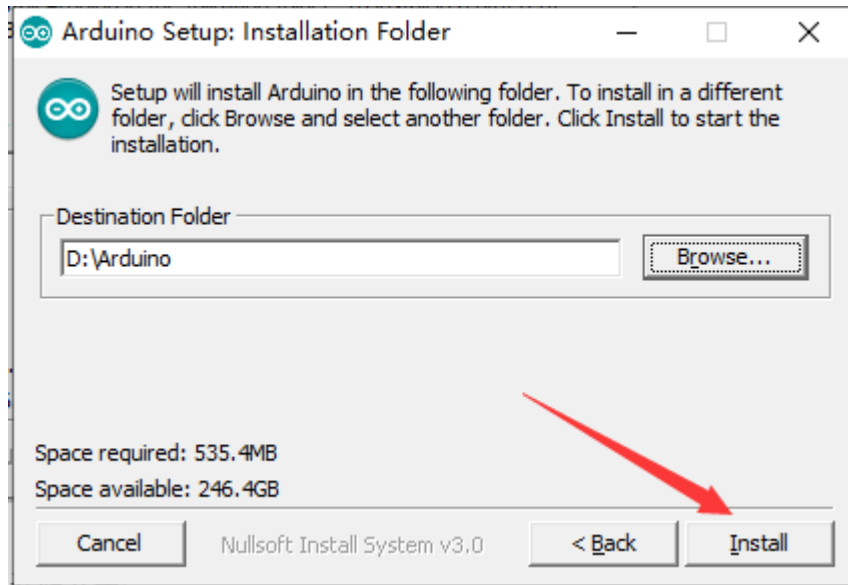 Arduino Setup: Installation Folder
Setup will install Arduino in the following folder. To install in a different
folder, click Browse and select another folder. Click Install to start the
installation.
Destination Folder
D:\Arduino
Browse...
Space required: 535.4MB
Space available: 246.4GB
Cancel
Nullsoft Install System v3.0
< Back
Install